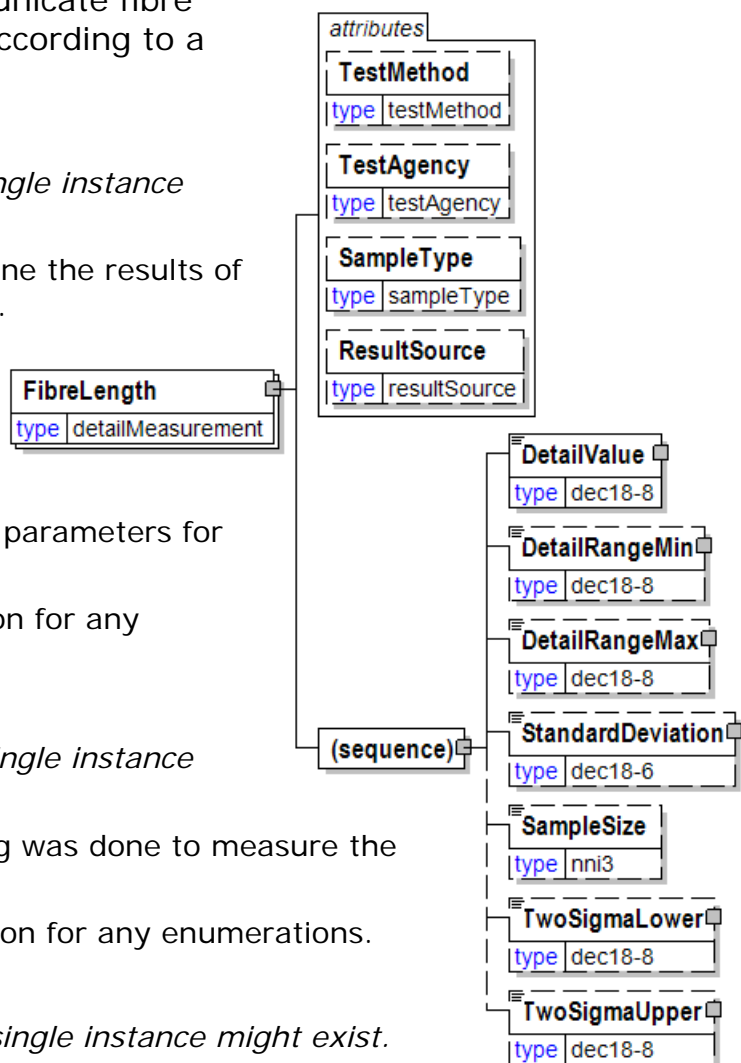 unicate fibre
ccording to a
ngle instance
ne the results of
.
parameters for
on for any
ingle instance
g was done to measure the
on for any enumerations.
single instance might exist.
attributes
TestMethod
type testMethod
TestAgency
type testAgency
SampleType
type sampleType
ResultSource
type resultSource
FibreLength
type detailMeasurement
(sequence)
DetailValue
type dec18-8
DetailRangeMin
type dec18-8
DetailRangeMax
type dec18-8
StandardDeviation
type dec18-6
SampleSize
type nni3
TwoSigmaLower
type dec18-8
TwoSigmaUpper
type dec18-8